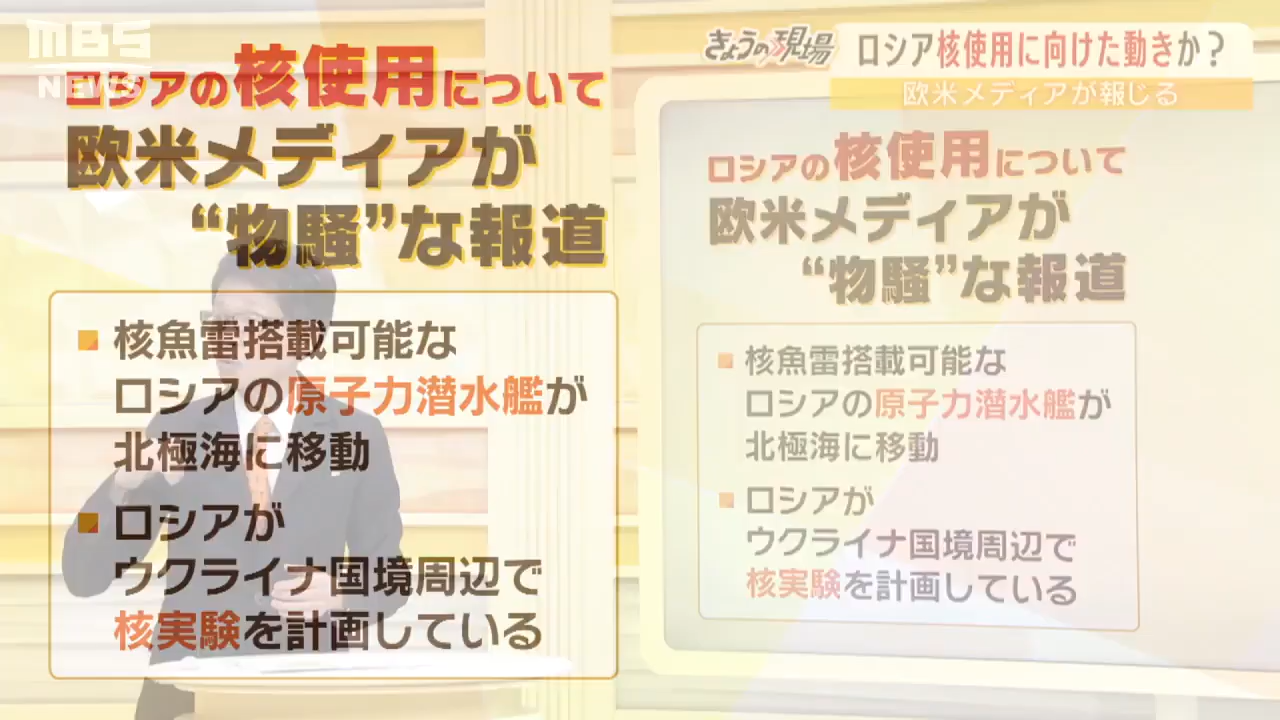 MBS
NEWS
きょうの現場
ロシア核使用に向けた動きか？
欧米メディアが報じる
ロシアの核使用について
欧米メディアが
“物騒”な報道
核魚雷搭載可能な
ロシアの原子力潜水艦が
北極海に移動
ロシアが
ウクライナ国境周辺で
核実験を計画している
ロシアの核使用について
欧米メディアが
“物騒”な報道
核魚雷搭載可能な
ロシアの原子力潜水艦が
北極海に移動
ロシアが
ウクライナ国境周辺で
核実験を計画している